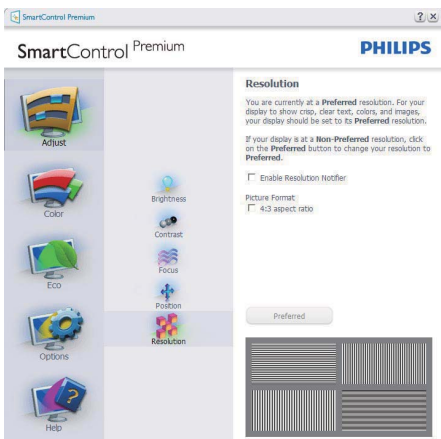 SmartControl Premium
SmartControl Premium
PHILIPS
Adjust
Color
Eco
Options
Help
Brightness
Contrast
Focus
Position
Resolution
Resolution
You are currently at a Preferred resolution. For your
display to show crisp, clear text, colors, and images,
your display should be set to its Preferred resolution.
If your display is at a Non-Preferred resolution, click
on the Preferred button to change your resolution to
Preferred.
Enable Resolution Notifier
Picture Format
4:3 aspect ratio
Preferred